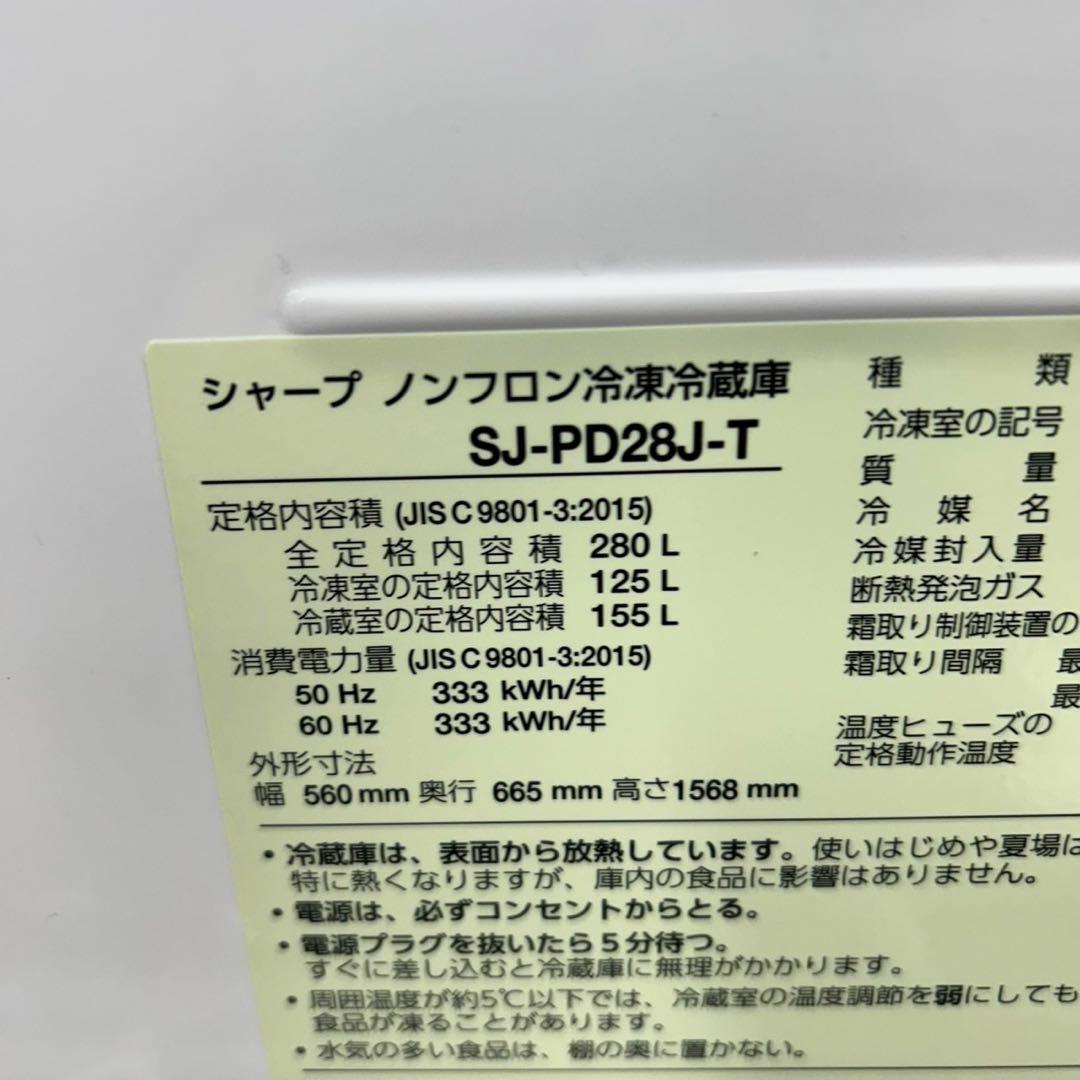 シャープ ノンフロン冷凍冷蔵庫
SJ-PD28J-T
定格内容積 (JIS C 9801-3:2015)
全定格内容積 280 L
冷凍室の定格内容積 125 L
冷蔵室の定格内容積 155 L
消費電力量 (JIS C 9801-3:2015)
50 Hz 333 kWh/年
60 Hz 333 kWh/年
外形寸法
幅 560 mm 奥行 665 mm 高さ 1568 mm
種類
冷凍室の記号
質量
冷媒名
冷媒封入量
断熱発泡ガス
霜取り制御装置の
霜取り間隔 最
最
温度ヒューズの
定格動作温度
・冷蔵庫は、表面から放熱しています。使いはじめや夏場は
特に熱くなりますが、庫内の食品に影響はありません。
・電源は、必ずコンセントからとる。
・電源プラグを抜いたら5分待つ。
すぐに差し込むと冷蔵庫に無理がかかります。
・周囲温度が約5℃以下では、冷蔵室の温度調節を弱にしても
食品が凍ることがあります。
・水気の多い食品は、棚の奥に置かない。